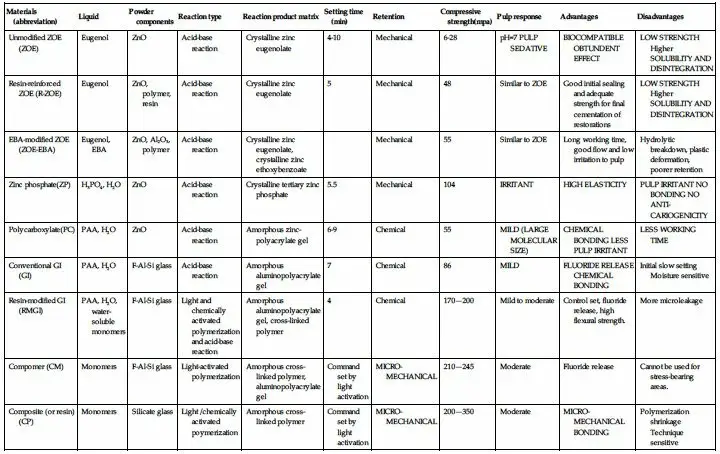 Materials (abbreviation) Liquid Powder components Reaction type Reaction product matrix Setting time (min) Retention Compressive strength(mpa) Pulp response Advantages Disadvantages
Unmodified ZOE (ZOE) Eugenol ZnO Acid-base reaction Crystalline zinc eugenolate 4-10 Mechanical 6-28 pH=7 PULP SEDATIVE BIOCOMPATIBLE OBTUNDENT EFFECT LOW STRENGTH Higher SOLUBILITY AND DISINTEGRATION
Resin-reinforced ZOE (R-ZOE) Eugenol ZnO, polymer, resin Acid-base reaction Crystalline zinc eugenolate 5 Mechanical 48 Similar to ZOE Good initial sealing and adequate strength for final cementation of restorations LOW STRENGTH Higher SOLUBILITY AND DISINTEGRATION
EBA-modified ZOE (ZOE-EBA) Eugenol, EBA ZnO, Al₂O₃, polymer Acid-base reaction Crystalline zinc eugenolate, crystalline zinc ethoxybenzoate Mechanical 55 Similar to ZOE Long working time, good flow and low irritation to pulp Hydrolytic breakdown, plastic deformation, poorer retention
Zinc phosphate(ZP) H₃PO₄, H₂O ZnO Acid-base reaction Crystalline tertiary zinc phosphate 5.5 Mechanical 104 IRRITANT HIGH ELASTICITY PULP IRRITANT NO BONDING NO ANTI-CARIOGENICITY
Polycarboxylate(PC) PAA, H₂O ZnO Acid-base reaction Amorphous zinc-polyacrylate gel 6-9 Chemical 55 MILD (LARGE MOLECULAR SIZE) CHEMICAL BONDING LESS PULP IRRITANT LESS WORKING TIME
Conventional GI (GI) PAA, H₂O F-Al-Si glass Acid-base reaction Amorphous aluminopolyacrylate gel 7 Chemical 86 MILD FLUORIDE RELEASE CHEMICAL BONDING Initial slow setting Moisture sensitive
Resin-modified GI (RMGI) PAA, H₂O, water-soluble monomers F-Al-Si glass Light and chemically activated polymerization and acid-base reaction Amorphous aluminopolyacrylate gel, cross-linked polymer 4 Chemical 170—200 Mild to moderate Control set, fluoride release, high flexural strength. More microleakage
Compomer (CM) Monomers F-Al-Si glass Light-activated polymerization Amorphous cross-linked polymer, aluminopolyacrylate gel Command set by light activation MICRO-MECHANICAL 210—245 Moderate Fluoride release Cannot be used for stress-bearing areas.
Composite (or resin) (CP) Monomers Silicate glass Light /chemically activated poymerization Amorphous cross-linked polymer Command set by light activation MICRO-MECHANICAL 200—350 Moderate MICRO-MECHANICAL BONDING Polymerization shrinkage Technique sensitive